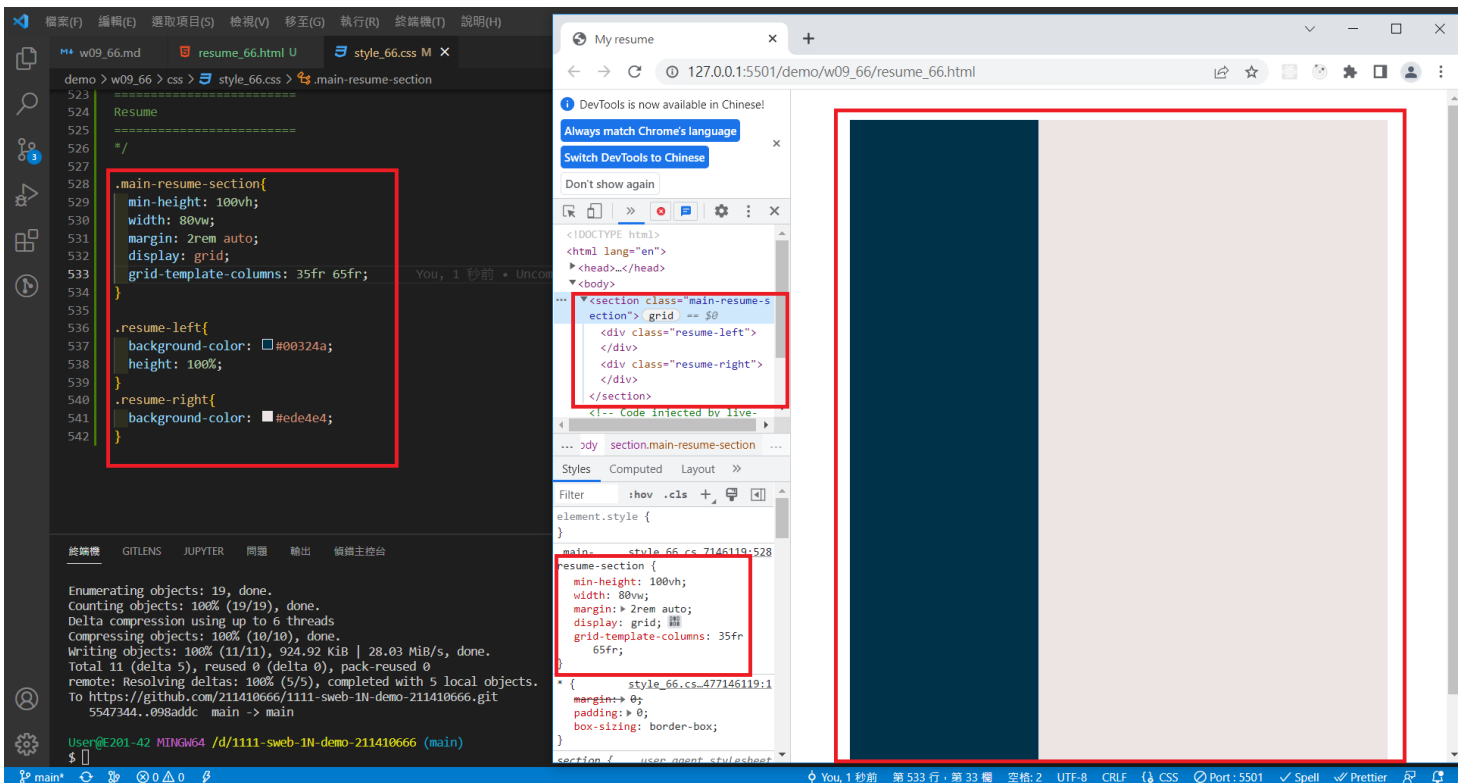 檔案(F) 編輯(E) 選取項目(S) 檢視(V) 移至(G) 執行(R) 終端機(T) 說明(H)
w09_66.md
resume_66.html U
style_66.css M
demo > w09_66 > css > style_66.css > .main-resume-section
523 =========================
524 Resume
525 =========================
526 */
527
528 .main-resume-section{
529 min-height: 100vh;
530 width: 80vw;
531 margin: 2rem auto;
532 display: grid;
533 grid-template-columns: 35fr 65fr; You, 1 秒前 • Uncom
534 }
535
536 .resume-left{
537 background-color: #00324a;
538 height: 100%;
539 }
540 .resume-right{
541 background-color: #ede4e4;
542 }
終端機 GITLENS JUPYTER 問題 輸出 偵錯主控台
Enumerating objects: 19, done.
Counting objects: 100% (19/19), done.
Delta compression using up to 6 threads
Compressing objects: 100% (10/10), done.
Writing objects: 100% (11/11), 924.92 KiB | 28.03 MiB/s, done.
Total 11 (delta 5), reused 0 (delta 0), pack-reused 0
remote: Resolving deltas: 100% (5/5), completed with 5 local objects.
To https://github.com/211410666/1111-sweb-1N-demo-211410666.git
5547344..098addc main -> main
User@E201-42 MINGW64 /d/1111-sweb-1N-demo-211410666 (main)
$
My resume
127.0.0.1:5501/demo/w09_66/resume_66.html
DevTools is now available in Chinese!
Always match Chrome's language
Switch DevTools to Chinese
Don't show again
<!DOCTYPE html>
<html lang="en">
<head>…</head>
<body>
<section class="main-resume-s
ection"> grid == $0
<div class="resume-left">
</div>
<div class="resume-right">
</div>
</section>
<!-- Code injected by live-
... ody section.main-resume-section ...
Styles Computed Layout
Filter :hov .cls
element.style {
}
.main- style_66.cs…7146119:528
resume-section {
min-height: 100vh;
width: 80vw;
margin: 2rem auto;
display: grid;
grid-template-columns: 35fr
65fr;
}
* { style_66.cs…477146119:1
margin: 0;
padding: 0;
box-sizing: border-box;
}
section { user agent stylesheet
3
main* 0 0 You, 1 秒前 第 533 行，第 33 欄 空格: 2 UTF-8 CRLF CSS Port : 5501 Spell Prettier